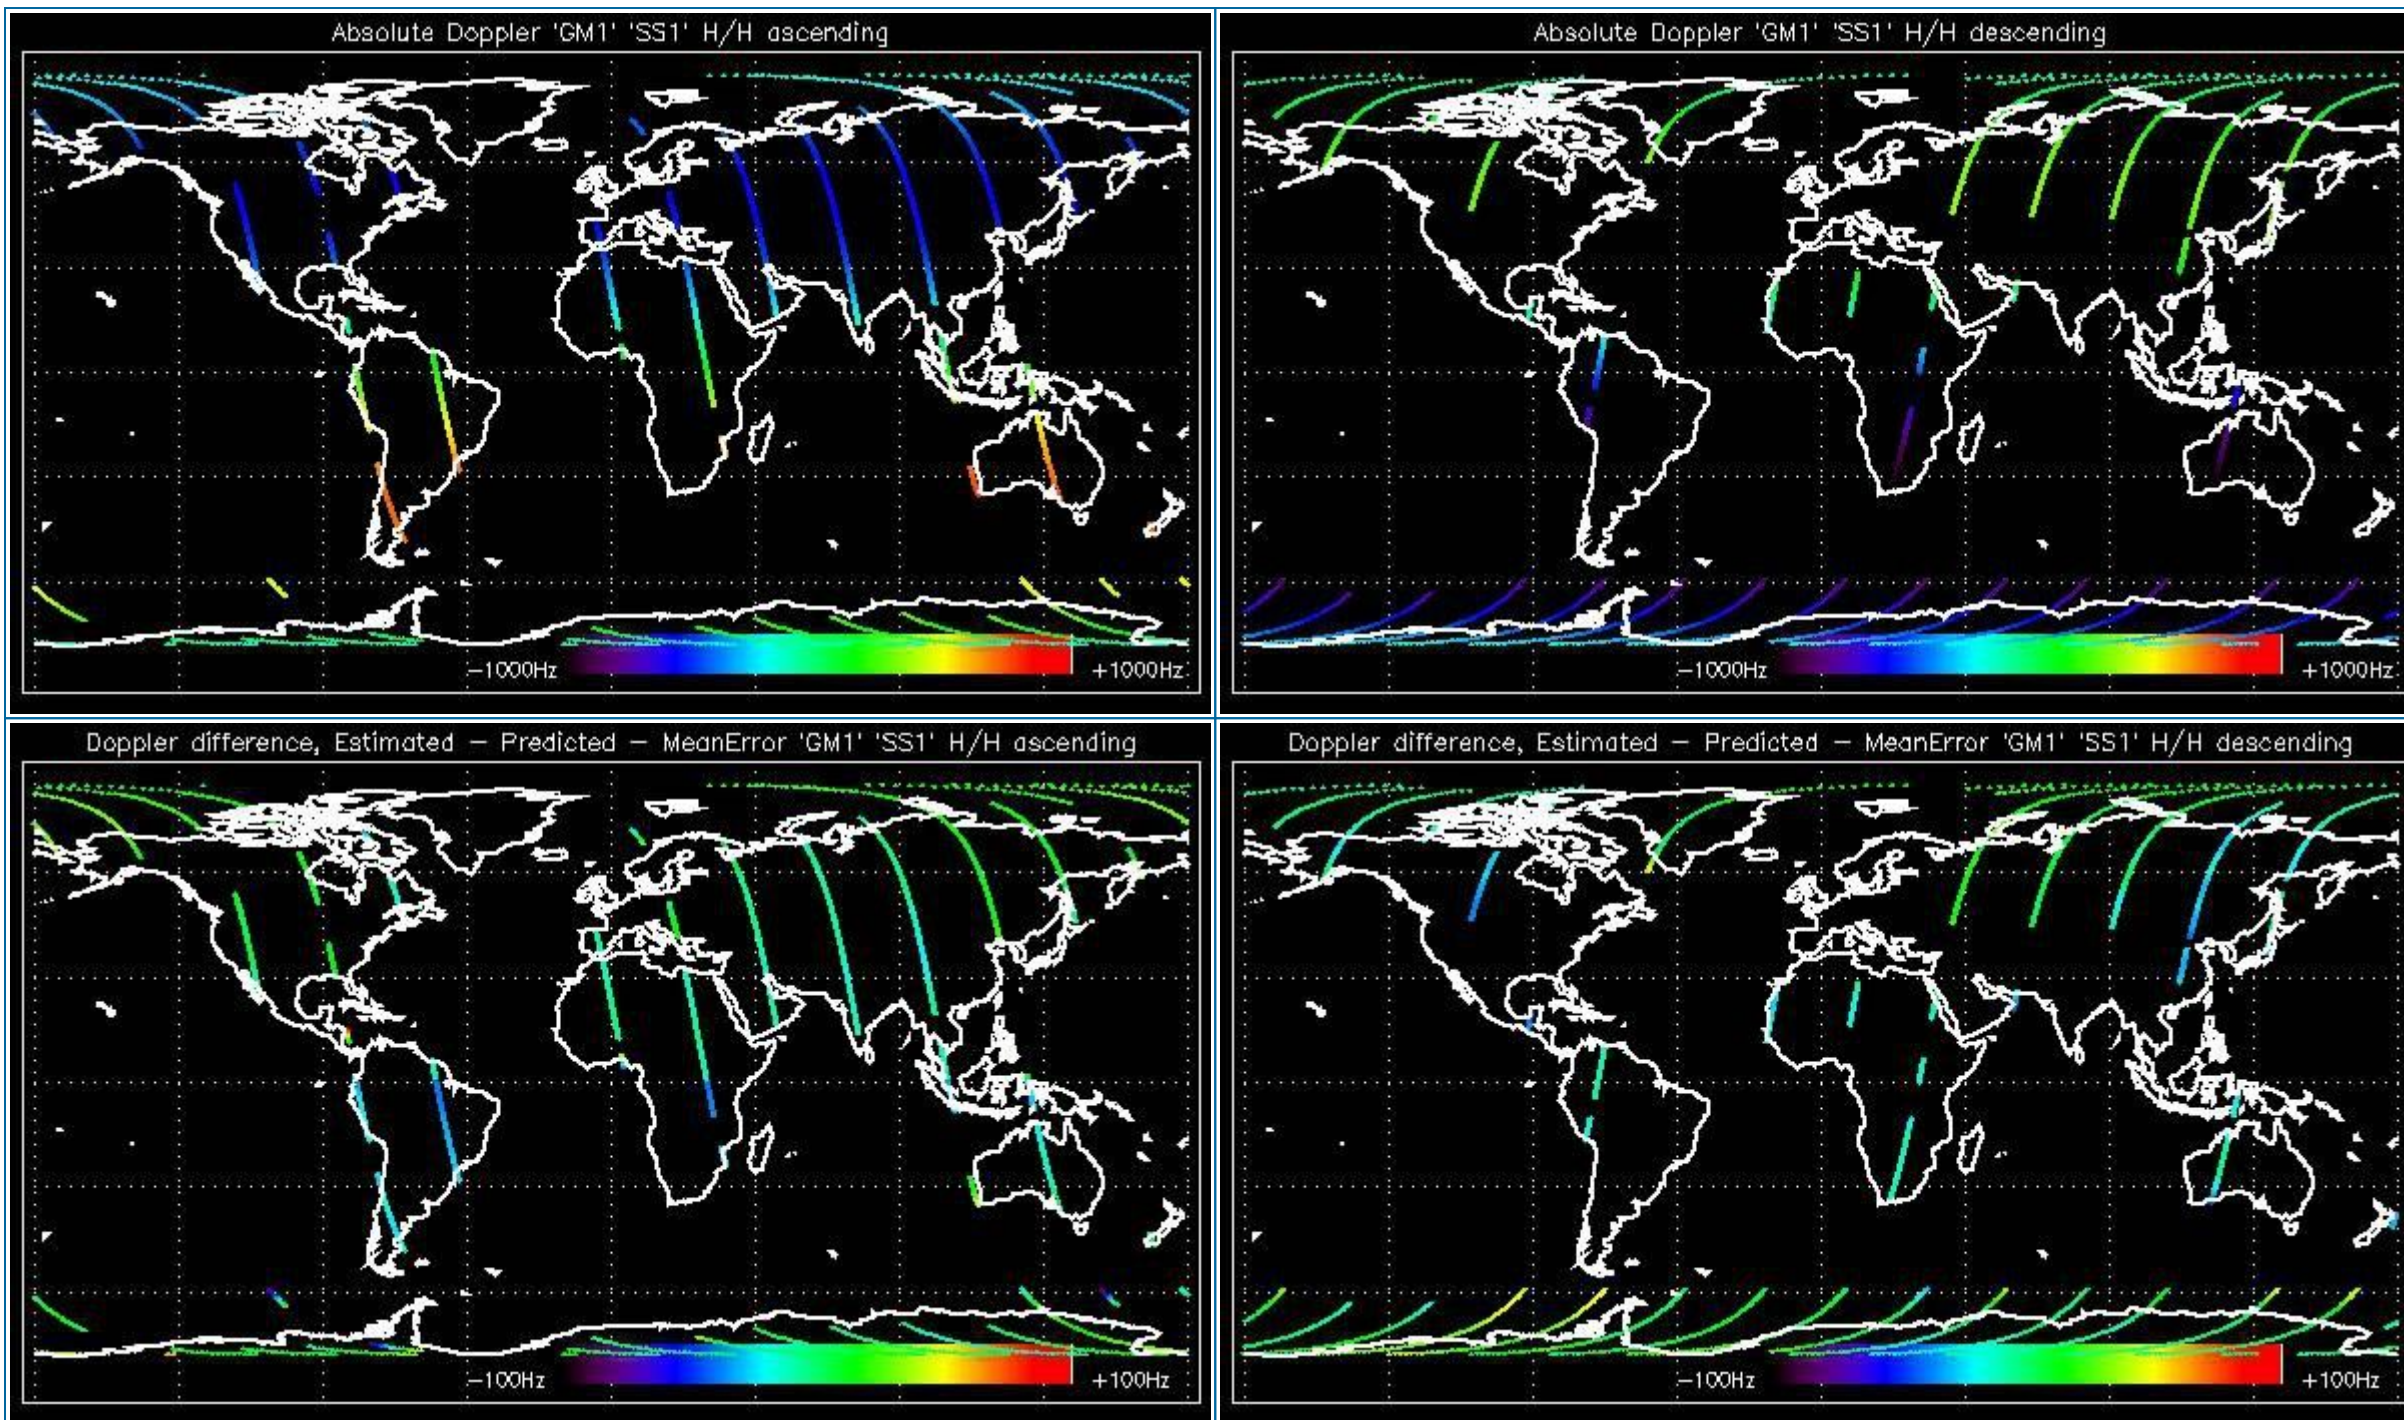 Absolute Doppler 'GM1' 'SS1' H/H ascending
−1000Hz
+1000Hz
Absolute Doppler 'GM1' 'SS1' H/H descending
−1000Hz
+1000Hz
Doppler difference, Estimated − Predicted − MeanError 'GM1' 'SS1' H/H ascending
−100Hz
+100Hz
Doppler difference, Estimated − Predicted − MeanError 'GM1' 'SS1' H/H descending
−100Hz
+100Hz